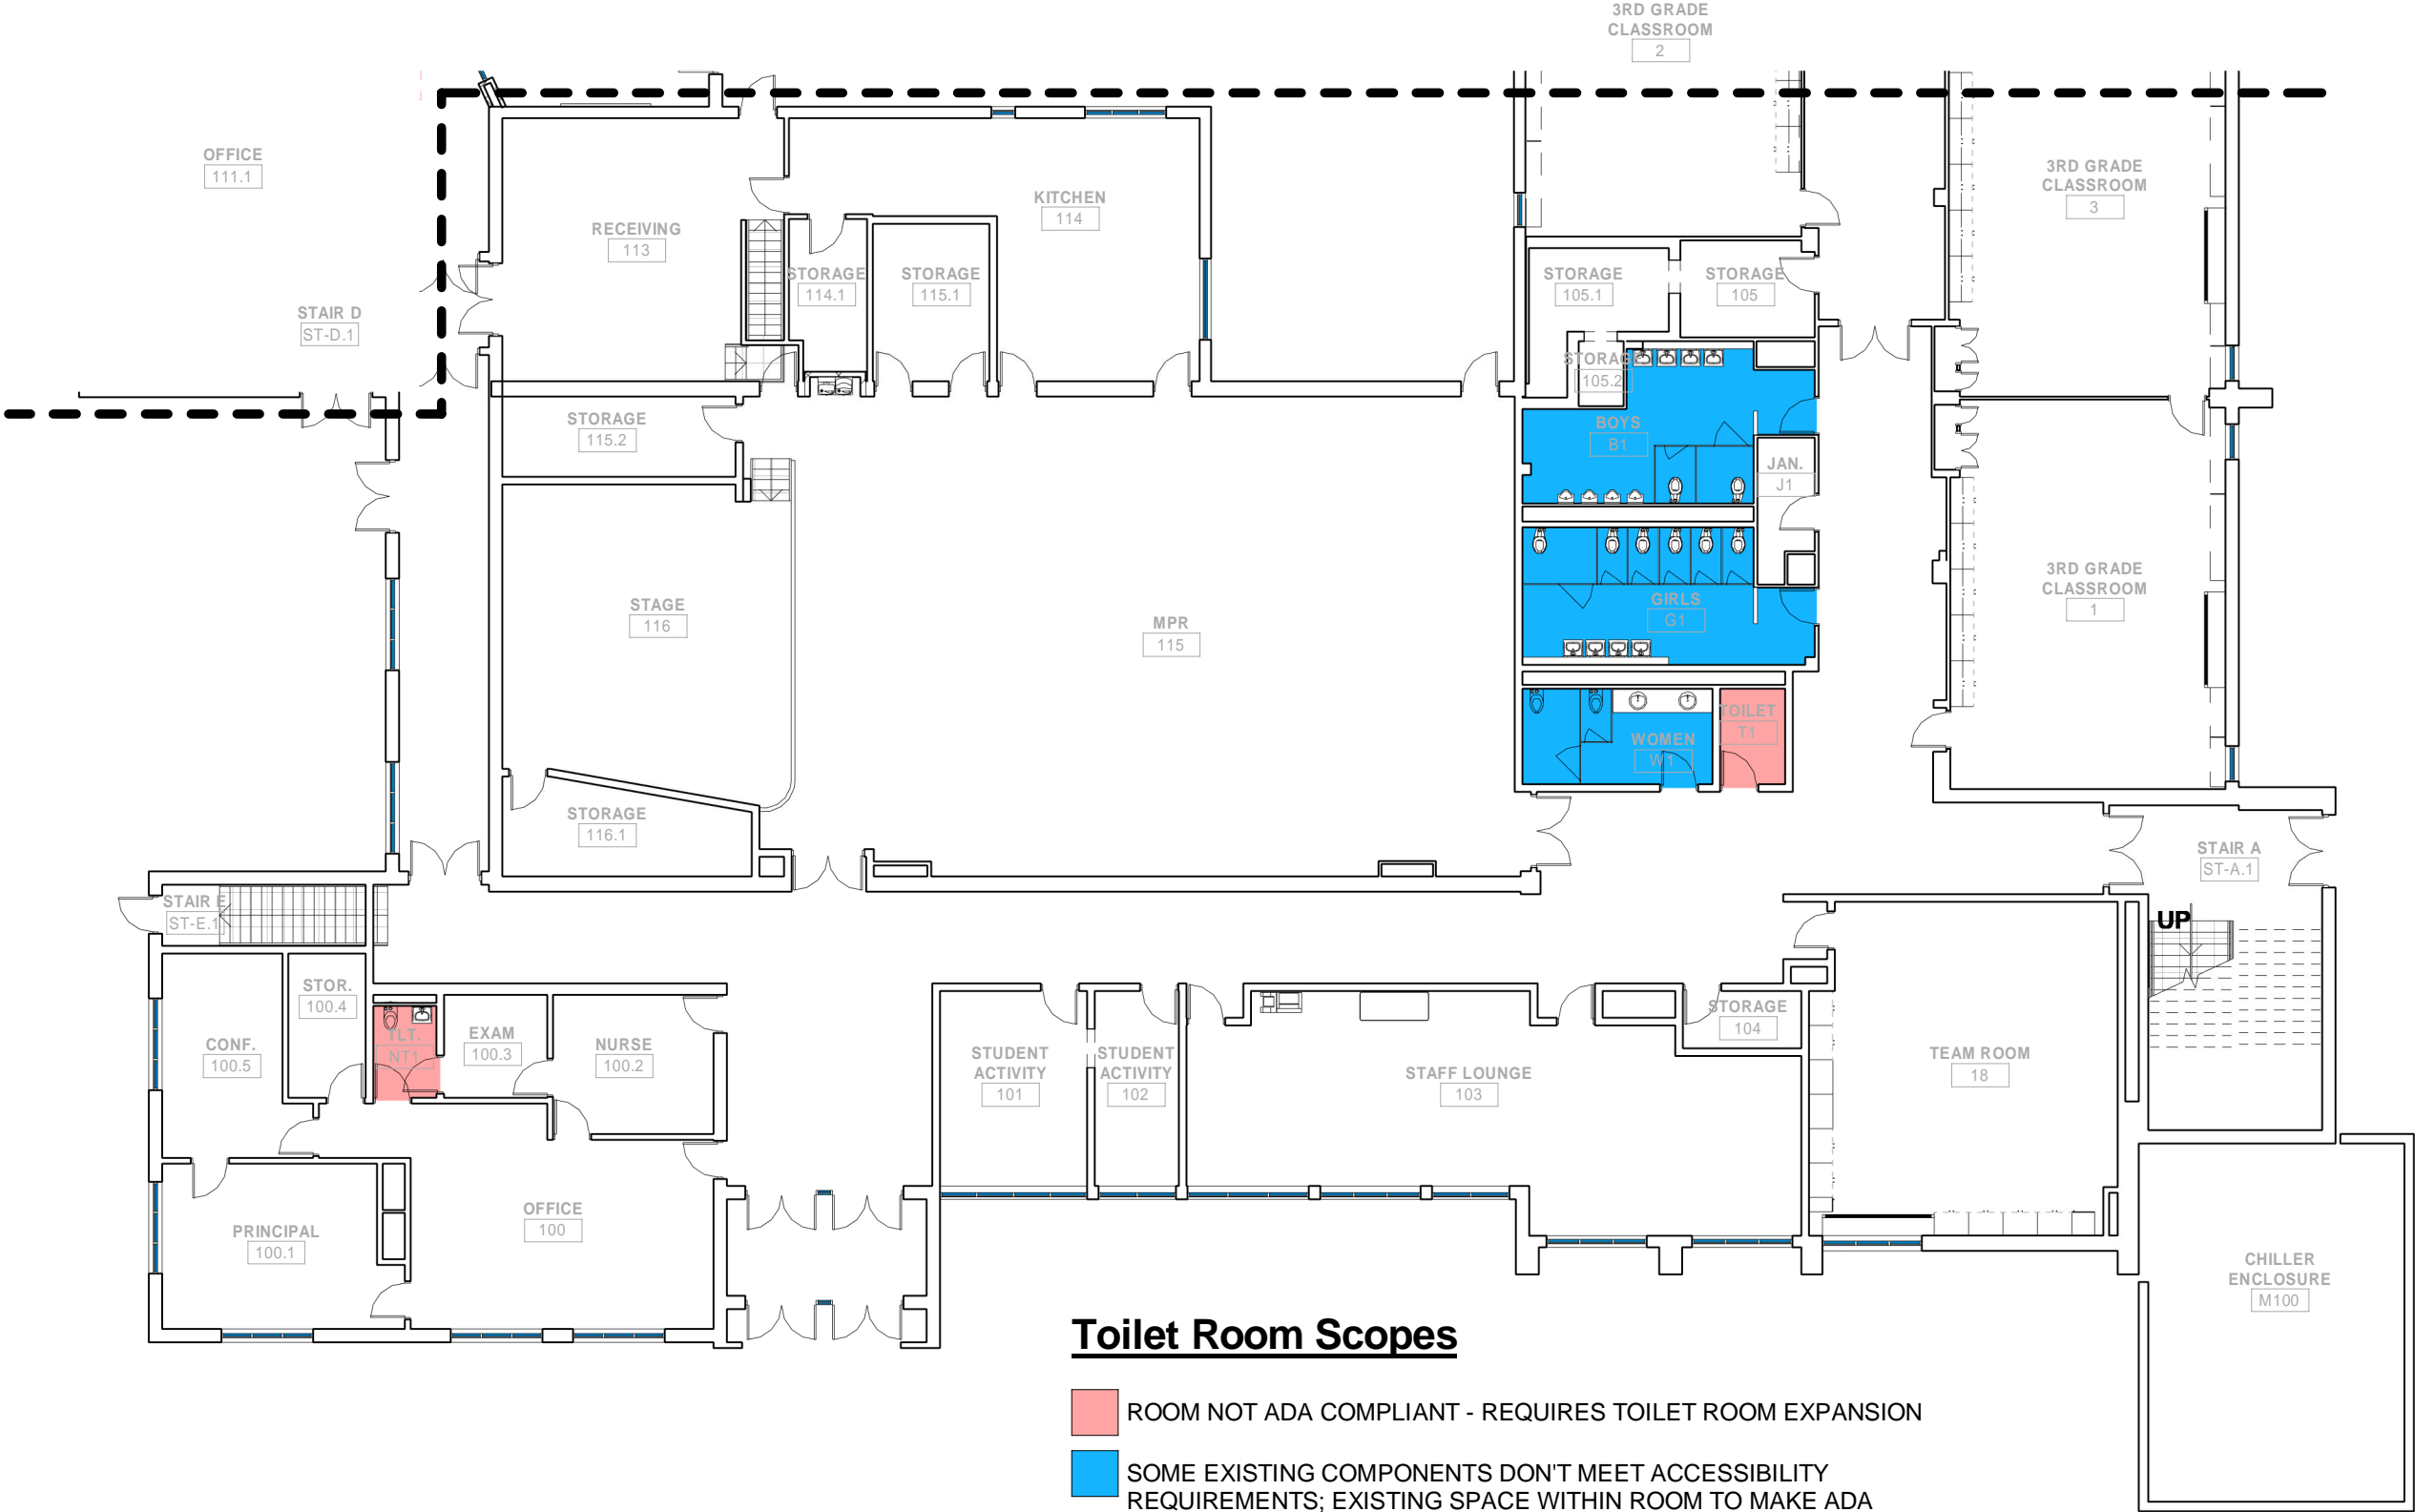 3RD GRADE
CLASSROOM
2
OFFICE
111.1
3RD GRADE
CLASSROOM
3
KITCHEN
114
RECEIVING
113
STORAGE
114.1
STORAGE
115.1
STORAGE
105.1
STORAGE
105
STAIR D
ST-D.1
STORAGE
105.2
STORAGE
115.2
BOYS
B1
JAN.
J1
STAGE
116
MPR
115
GIRLS
G1
3RD GRADE
CLASSROOM
1
TOILET
T1
WOMEN
W1
STORAGE
116.1
STAIR A
ST-A.1
STAIR E
ST-E.1
UP
STOR.
100.4
CONF.
100.5
TLT.
NT1
EXAM
100.3
NURSE
100.2
STUDENT
ACTIVITY
101
STUDENT
ACTIVITY
102
STAFF LOUNGE
103
STORAGE
104
TEAM ROOM
18
PRINCIPAL
100.1
OFFICE
100
CHILLER
ENCLOSURE
M100
Toilet Room Scopes
ROOM NOT ADA COMPLIANT - REQUIRES TOILET ROOM EXPANSION
SOME EXISTING COMPONENTS DON'T MEET ACCESSIBILITY
REQUIREMENTS; EXISTING SPACE WITHIN ROOM TO MAKE ADA